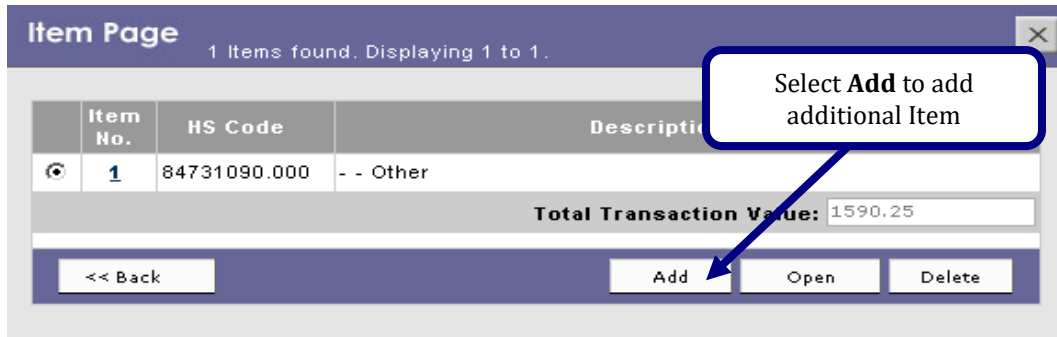 Item Page
1 Items found. Displaying 1 to 1.
Select Add to add
additional Item
Item
No.
HS Code
1
84731090.000
- - Other
Total Transaction Value: 1590.25
<< Back
Add
Open
Delete